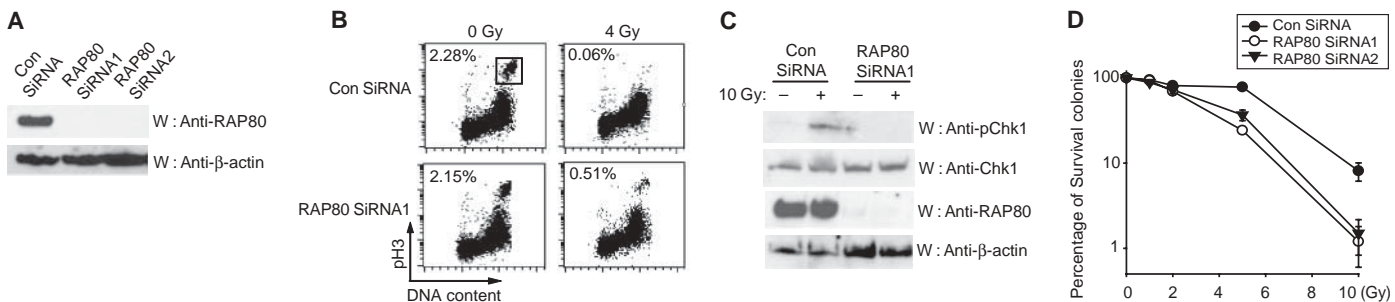 A
Con SiRNA
RAP80 SiRNA1
RAP80 SiRNA2
W : Anti-RAP80
W : Anti-β-actin
B
0 Gy
4 Gy
Con SiRNA
2.28%
0.06%
RAP80 SiRNA1
2.15%
0.51%
pH3
DNA content
C
Con SiRNA
RAP80 SiRNA1
10 Gy: – + – +
W : Anti-pChk1
W : Anti-Chk1
W : Anti-RAP80
W : Anti-β-actin
D
Con SiRNA
RAP80 SiRNA1
RAP80 SiRNA2
Percentage of Survival colonies
100
10
1
0 2 4 6 8 10 (Gy)